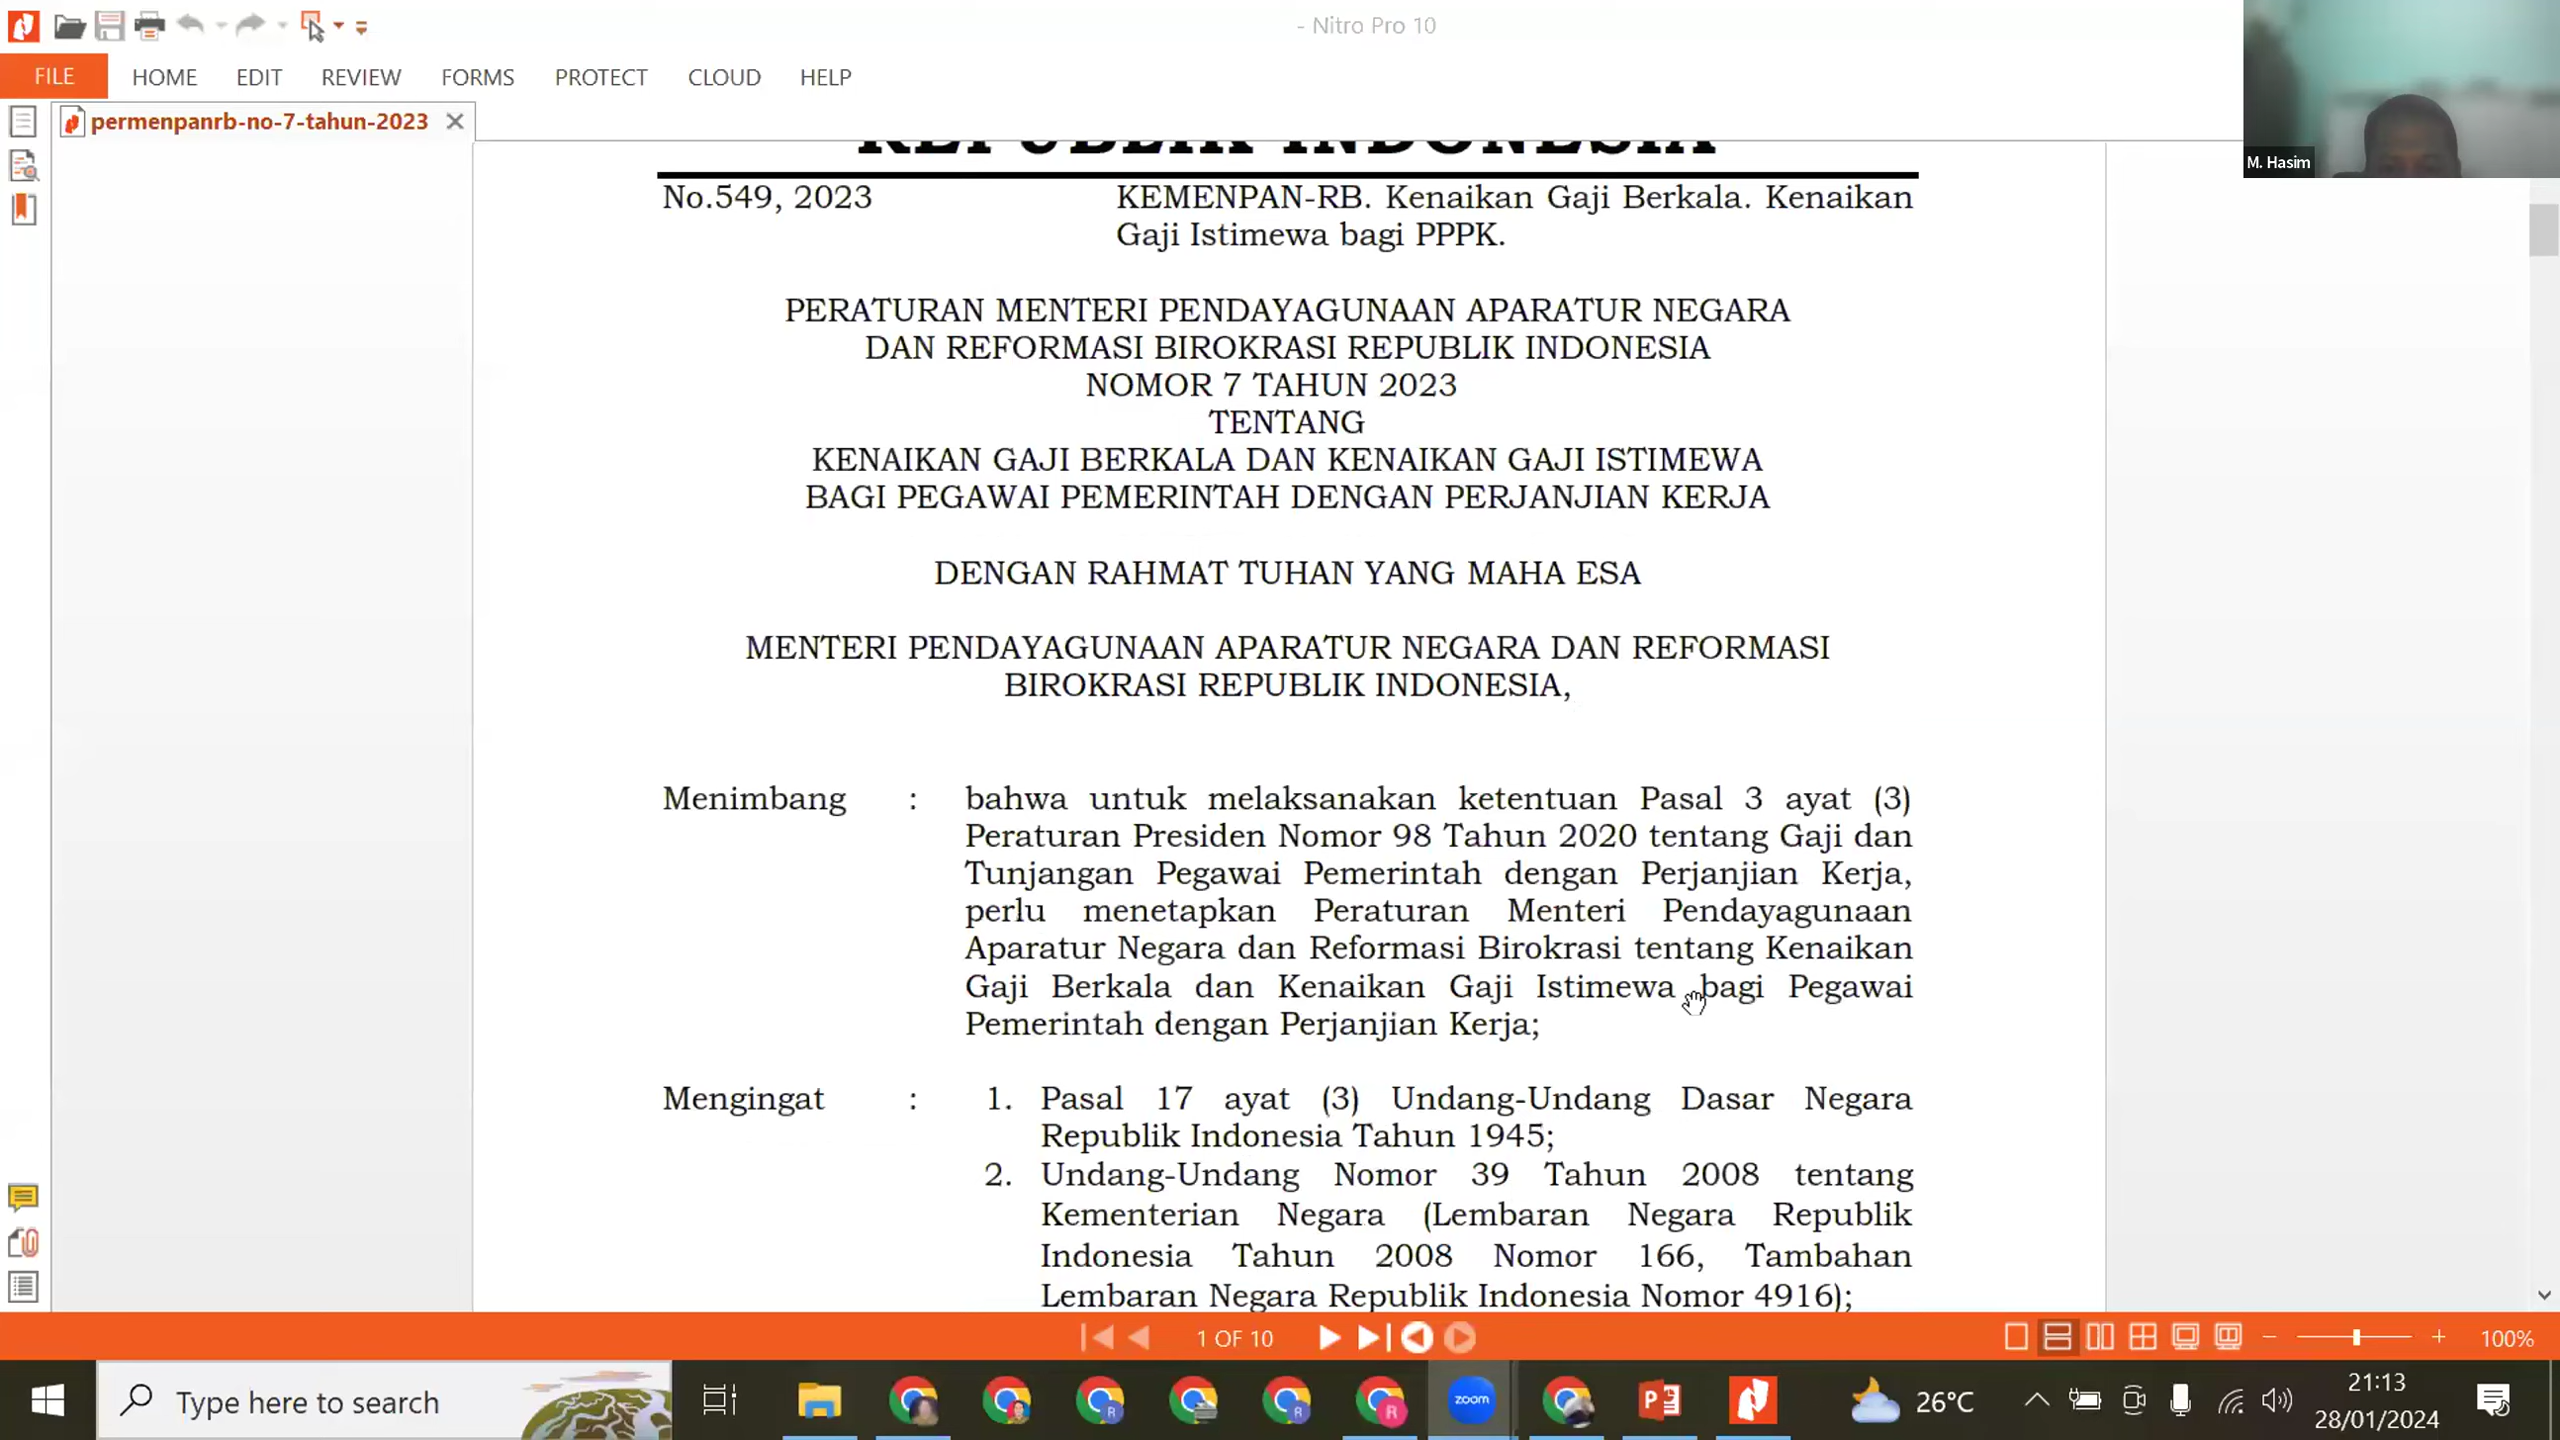 - Nitro Pro 10
FILE HOME EDIT REVIEW FORMS PROTECT CLOUD HELP
permenpanrb-no-7-tahun-2023
M. Hasim
REPUBLIK INDONESIA
No.549, 2023 KEMENPAN-RB. Kenaikan Gaji Berkala. Kenaikan
Gaji Istimewa bagi PPPK.
PERATURAN MENTERI PENDAYAGUNAAN APARATUR NEGARA
DAN REFORMASI BIROKRASI REPUBLIK INDONESIA
NOMOR 7 TAHUN 2023
TENTANG
KENAIKAN GAJI BERKALA DAN KENAIKAN GAJI ISTIMEWA
BAGI PEGAWAI PEMERINTAH DENGAN PERJANJIAN KERJA
DENGAN RAHMAT TUHAN YANG MAHA ESA
MENTERI PENDAYAGUNAAN APARATUR NEGARA DAN REFORMASI
BIROKRASI REPUBLIK INDONESIA,
Menimbang : bahwa untuk melaksanakan ketentuan Pasal 3 ayat (3)
Peraturan Presiden Nomor 98 Tahun 2020 tentang Gaji dan
Tunjangan Pegawai Pemerintah dengan Perjanjian Kerja,
perlu menetapkan Peraturan Menteri Pendayagunaan
Aparatur Negara dan Reformasi Birokrasi tentang Kenaikan
Gaji Berkala dan Kenaikan Gaji Istimewa bagi Pegawai
Pemerintah dengan Perjanjian Kerja;
Mengingat : 1. Pasal 17 ayat (3) Undang-Undang Dasar Negara
Republik Indonesia Tahun 1945;
2. Undang-Undang Nomor 39 Tahun 2008 tentang
Kementerian Negara (Lembaran Negara Republik
Indonesia Tahun 2008 Nomor 166, Tambahan
Lembaran Negara Republik Indonesia Nomor 4916);
1 OF 10
100%
Type here to search
zoom
26°C
21:13
28/01/2024